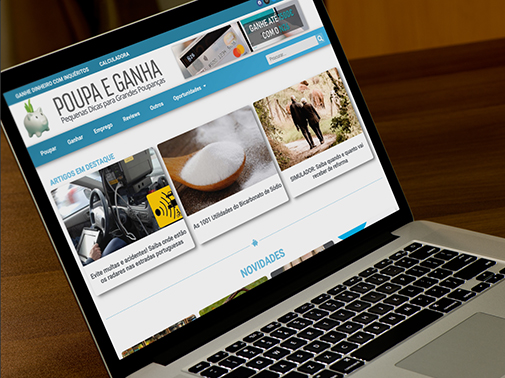 GANHE DINHEIRO COM INQUÉRITOS CALCULADORA
POUPA E GANHA
Pequenas Dicas para Grandes Poupanças
GANHE ATÉ
COM O
Procurar...
Poupar Ganhar Emprego Reviews Outros Oportunidades
ARTIGOS EM DESTAQUE
Evite multas e acidentes! Saiba onde estão
os radares nas estradas portuguesas
As 1001 Utilidades do Bicarbonato de Sódio
SIMULADOR: Saiba quando e quanto vai
receber de reforma
NOVIDADES